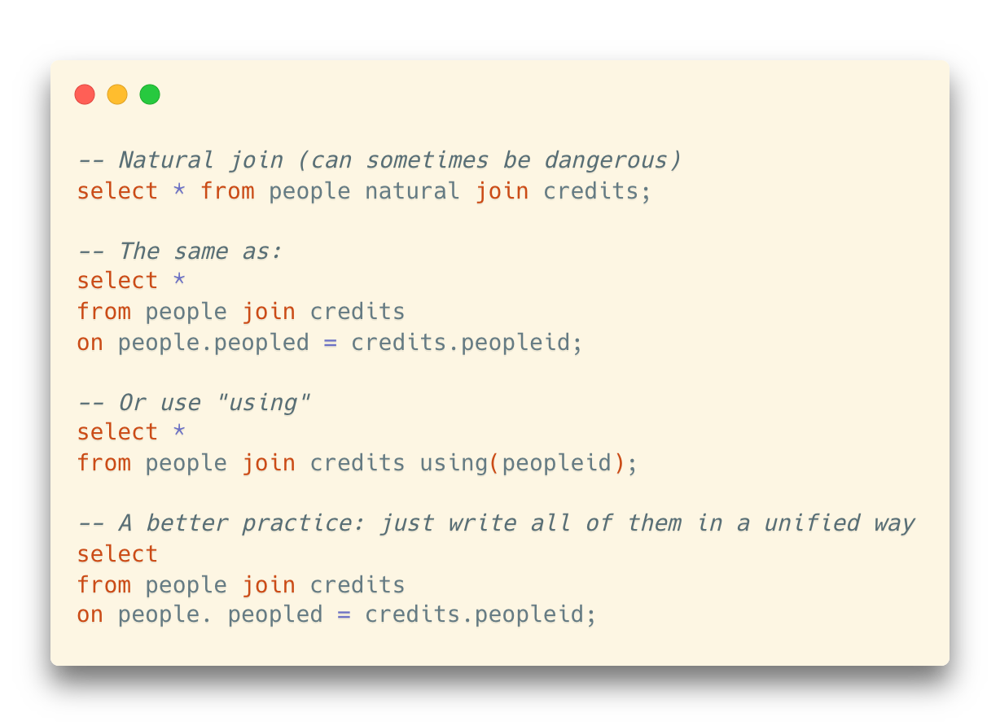 -- Natural join (can sometimes be dangerous)
select * from people natural join credits;
-- The same as:
select *
from people join credits
on people.peopled = credits.peopleid;
-- Or use "using"
select *
from people join credits using(peopleid);
-- A better practice: just write all of them in a unified way
select
from people join credits
on people. peopled = credits.peopleid;